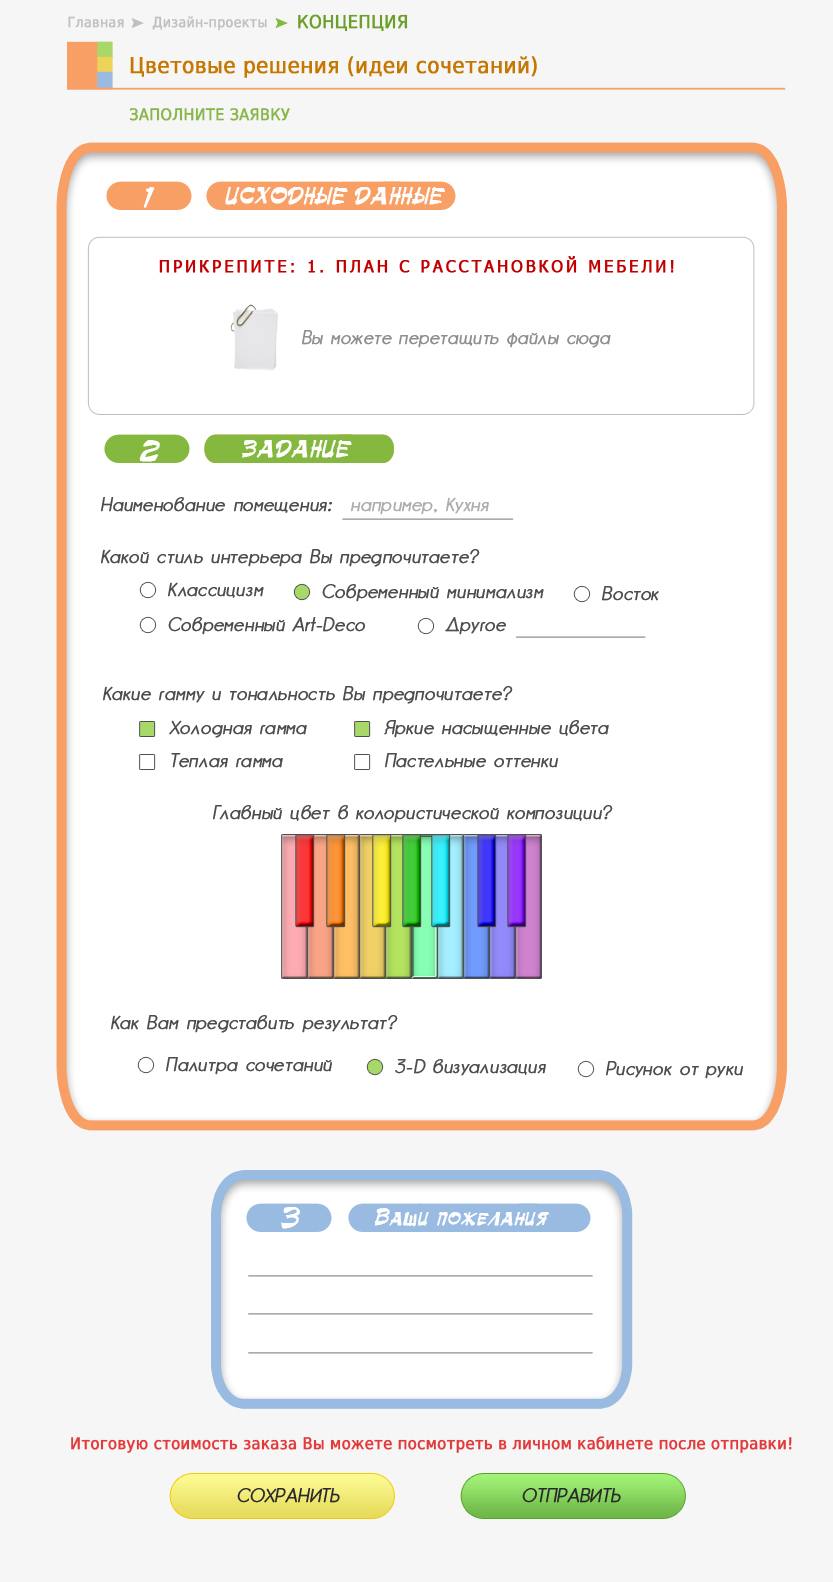 Главная ➤ Дизайн-проекты ➤ КОНЦЕПЦИЯ
Цветовые решения (идеи сочетаний)
ЗАПОЛНИТЕ ЗАЯВКУ
1 ИСХОДНЫЕ ДАННЫЕ
ПРИКРЕПИТЕ: 1. ПЛАН С РАССТАНОВКОЙ МЕБЕЛИ!
Вы можете перетащить файлы сюда
2 ЗАДАНИЕ
Наименование помещения: например, Кухня
Какой стиль интерьера Вы предпочитаете?
Классицизм Современный минимализм Восток
Современный Art-Deco Другое
Какие гамму и тональность Вы предпочитаете?
Холодная гамма Яркие насыщенные цвета
Теплая гамма Пастельные оттенки
Главный цвет в колористической композиции?
Как Вам представить результат?
Палитра сочетаний 3-D визуализация Рисунок от руки
3 Ваши пожелания
Итоговую стоимость заказа Вы можете посмотреть в личном кабинете после отправки!
СОХРАНИТЬ ОТПРАВИТЬ